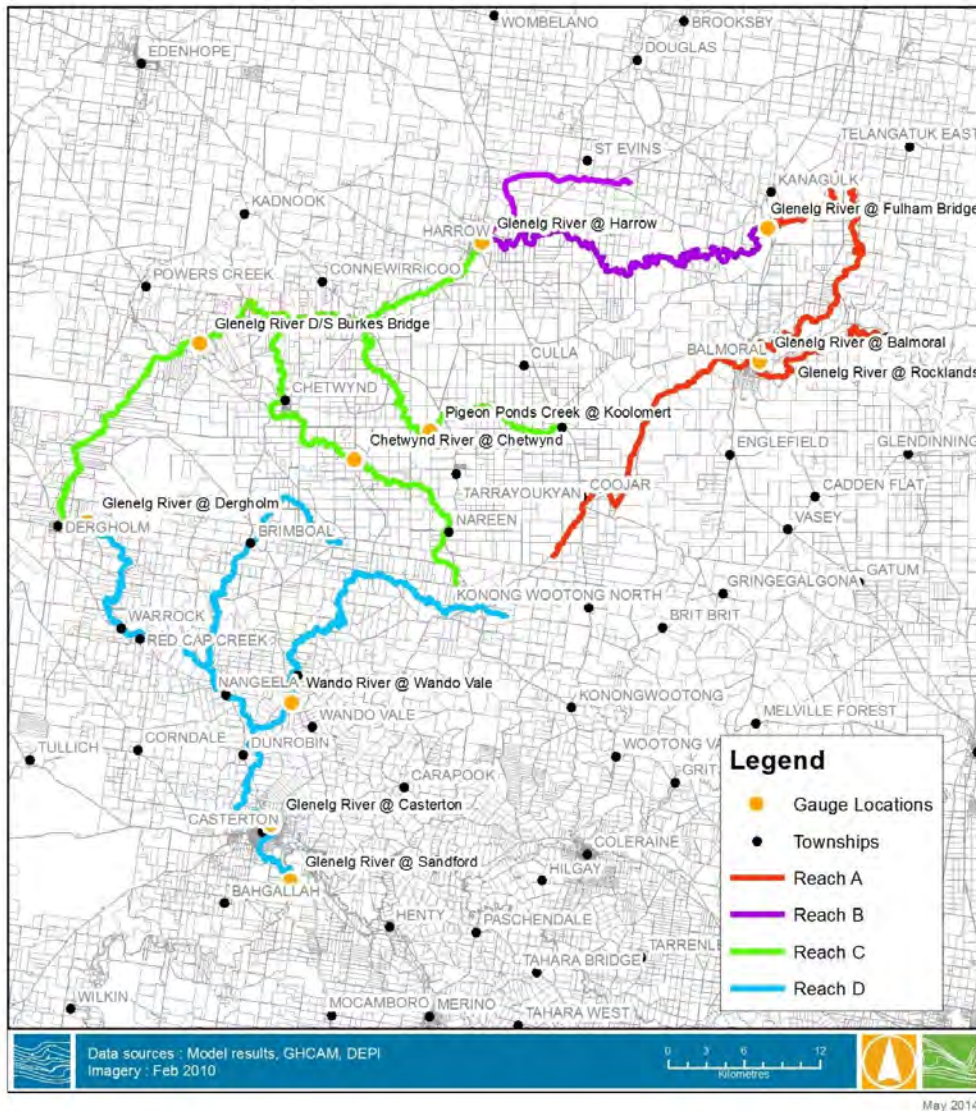 WOMBELANO
BROOKSBY
EDENHOPE
DOUGLAS
TELANGATUK EAST
ST EVINS
KANAGULK
KADNOOK
Glenelg River @ Fulham Bridge
Glenelg River @ Harrow
HARROW
CONNEWIRRICOO
POWERS CREEK
Glenelg River D/S Burkes Bridge
Glenelg River @ Balmoral
BALMORAL
CULLA
Glenelg River @ Rocklands
CHETWYND
Pigeon Ponds Creek @ Koolomert
Chetwynd River @ Chetwynd
ENGLEFIELD
GLENDINNING
TARRAYOUKYAN
COOJAR
CADDEN FLAT
Glenelg River @ Dergholm
DERGHOLM
BRIMBOAL
NAREEN
VASEY
GATUM
KONONG WOOTONG NORTH
GRINGEGALGONA
WARROCK
BRIT BRIT
RED CAP CREEK
NANGEELA
Wando River @ Wando Vale
KONONGWOOTONG
WANDO VALE
MELVILLE FOREST
TULLICH
CORNDALE
DUNROBIN
WOOTONG VA
CARAPOOK
GRIT
Glenelg River @ Casterton
CASTERTON
COLERAINE
Glenelg River @ Sandford
HILGAY
BAHGALLAH
HENTY
PASCHENDALE
TARRENLE
TAHARA BRIDGE
WILKIN
MOCAMBORO
MERINO
TAHARA WEST
Legend
Gauge Locations
Townships
Reach A
Reach B
Reach C
Reach D
Data sources : Model results, GHCAM, DEPI
Imagery : Feb 2010
0 3 6 12
Kilometres
May 2014